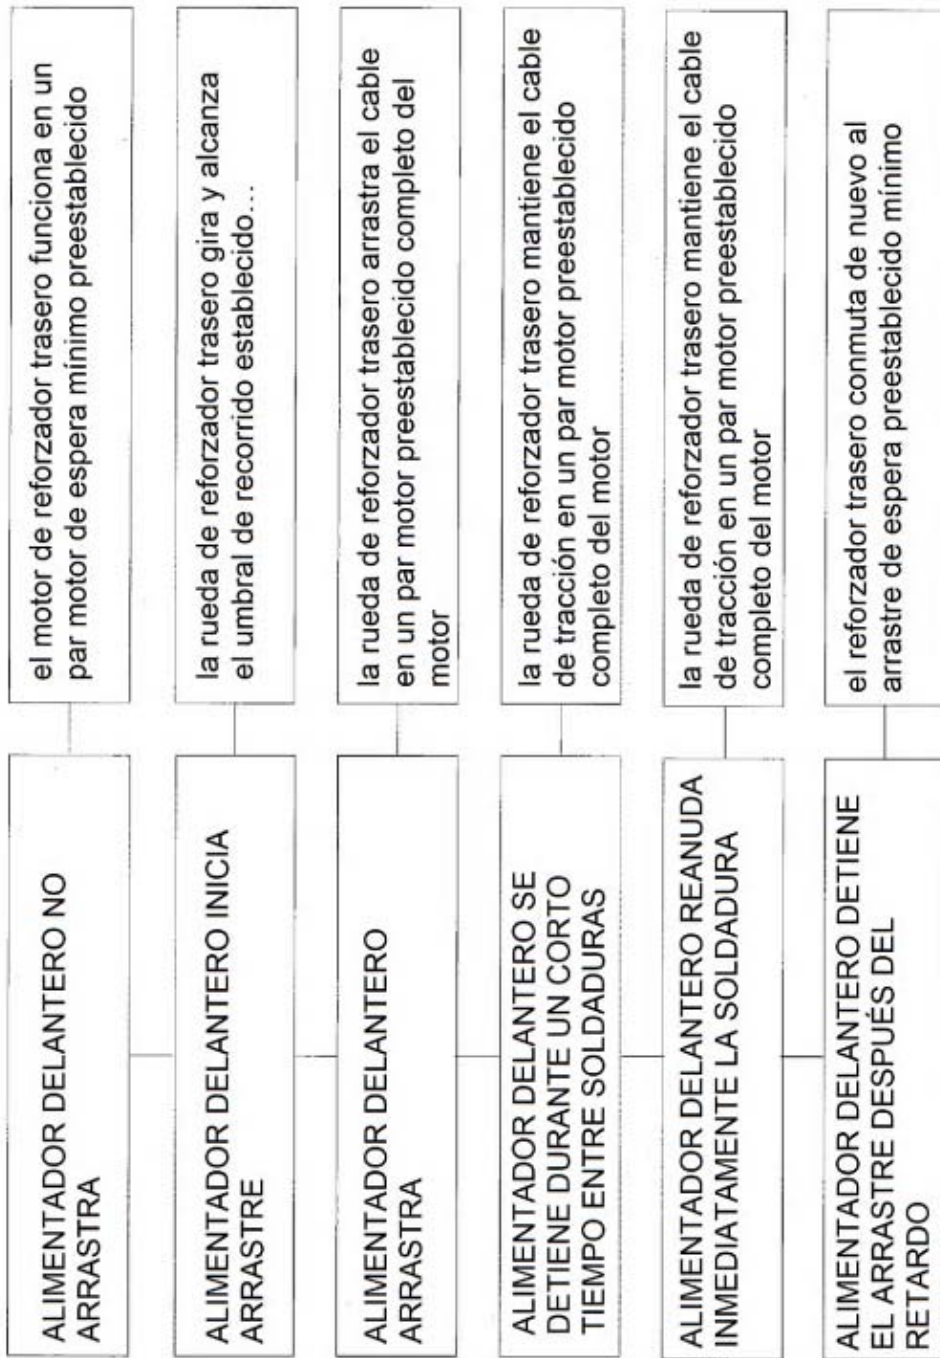 ALIMENTADOR DELANTERO NO
ARRASTRA
el motor de reforzador trasero funciona en un
par motor de espera mínimo preestablecido
ALIMENTADOR DELANTERO INICIA
ARRASTRE
la rueda de reforzador trasero gira y alcanza
el umbral de recorrido establecido...
ALIMENTADOR DELANTERO
ARRASTRA
la rueda de reforzador trasero arrastra el cable
en un par motor preestablecido completo del
motor
ALIMENTADOR DELANTERO SE
DETIENE DURANTE UN CORTO
TIEMPO ENTRE SOLDADURAS
la rueda de reforzador trasero mantiene el cable
de tracción en un par motor preestablecido
completo del motor
ALIMENTADOR DELANTERO REANUDA
INMEDIATAMENTE LA SOLDADURA
la rueda de reforzador trasero mantiene el cable
de tracción en un par motor preestablecido
completo del motor
ALIMENTADOR DELANTERO DETIENE
EL ARRASTRE DESPUÉS DEL
RETARDO
el reforzador trasero conmuta de nuevo al
arrastre de espera preestablecido mínimo